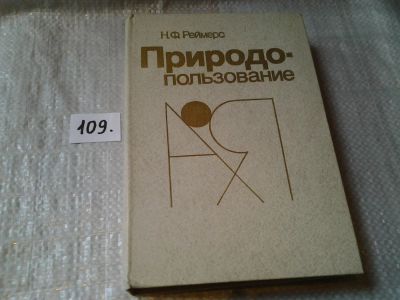 Н.Ф. Реймерс
Природо-
пользование
109.